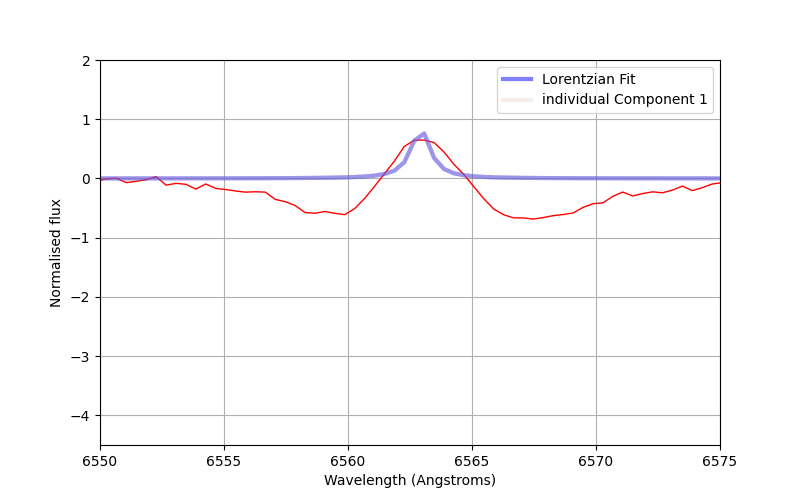 2
1
0
−1
−2
−3
−4
6550 6555 6560 6565 6570 6575
Normalised flux
Wavelength (Angstroms)
Lorentzian Fit
individual Component 1